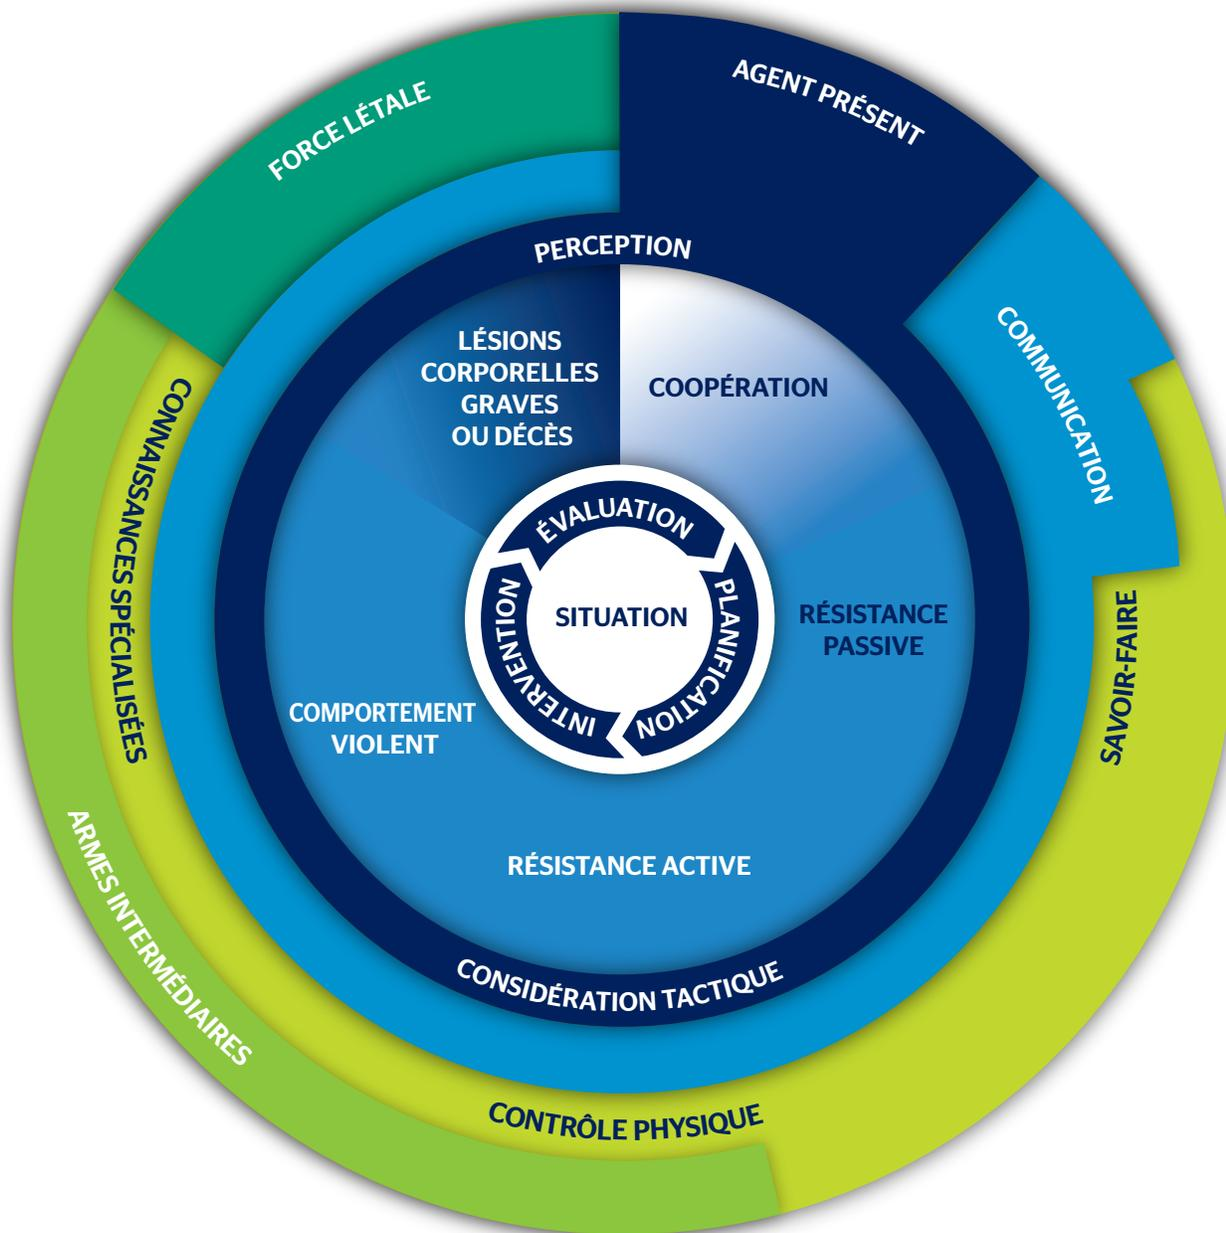 FORCE LÉTALE
AGENT PRÉSENT
COMMUNICATION
PERCEPTION
LÉSIONS
CORPORELLES
GRAVES
OU DÉCÈS
COOPÉRATION
CONNAISSANCES SPÉCIALISÉES
ÉVALUATION
PLANIFICATION
INTERVENTION
SITUATION
RÉSISTANCE
PASSIVE
SAVOIR-FAIRE
COMPORTEMENT
VIOLENT
RÉSISTANCE ACTIVE
ARMES INTERMÉDIAIRES
CONSIDÉRATION TACTIQUE
CONTRÔLE PHYSIQUE